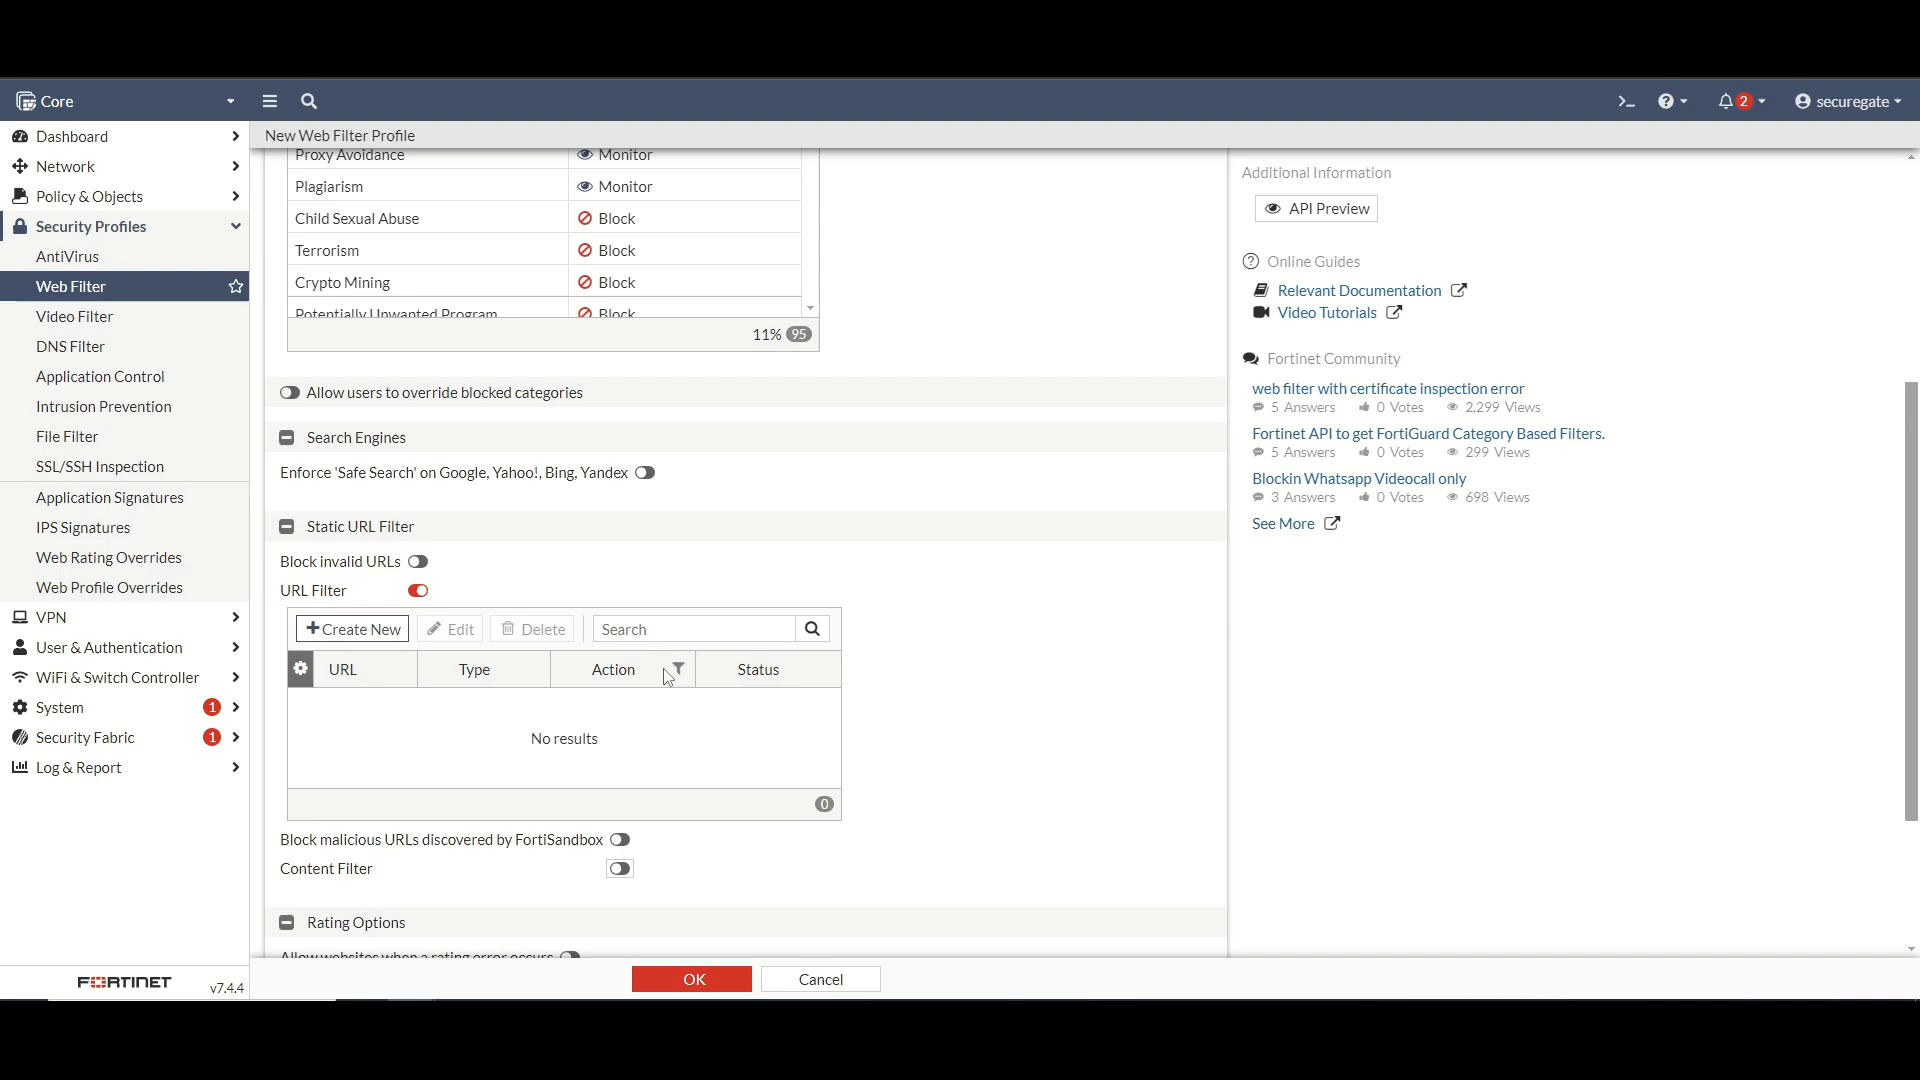 Core
2
securegate
Dashboard
Network
Policy & Objects
Security Profiles
AntiVirus
Web Filter
Video Filter
DNS Filter
Application Control
Intrusion Prevention
File Filter
SSL/SSH Inspection
Application Signatures
IPS Signatures
Web Rating Overrides
Web Profile Overrides
VPN
User & Authentication
WiFi & Switch Controller
System 1
Security Fabric 1
Log & Report
FORTINET v7.4.4
New Web Filter Profile
Proxy Avoidance Monitor
Plagiarism Monitor
Child Sexual Abuse Block
Terrorism Block
Crypto Mining Block
Potentially Unwanted Program Block
11% 95
Allow users to override blocked categories
Search Engines
Enforce 'Safe Search' on Google, Yahoo!, Bing, Yandex
Static URL Filter
Block invalid URLs
URL Filter
+Create New Edit Delete Search
URL Type Action Status
No results
0
Block malicious URLs discovered by FortiSandbox
Content Filter
Rating Options
Allow websites when a rating error occurs
OK Cancel
Additional Information
API Preview
Online Guides
Relevant Documentation
Video Tutorials
Fortinet Community
web filter with certificate inspection error
5 Answers 0 Votes 2,299 Views
Fortinet API to get FortiGuard Category Based Filters.
5 Answers 0 Votes 299 Views
Blockin Whatsapp Videocall only
3 Answers 0 Votes 698 Views
See More